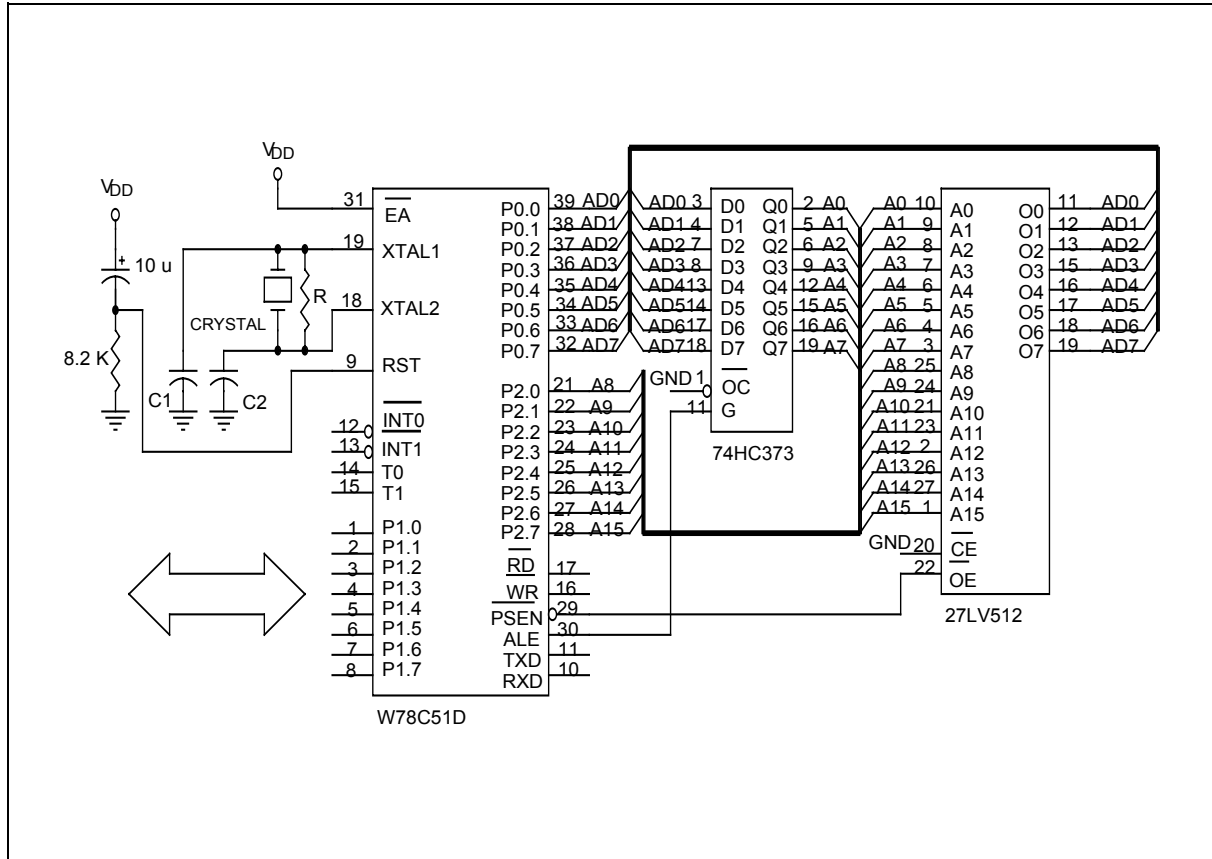 VDD
10 u
8.2 K
VDD
CRYSTAL
R
C1
C2
31 EA
19 XTAL1
18 XTAL2
9 RST
12 INT0
13 INT1
14 T0
15 T1
1 P1.0
2 P1.1
3 P1.2
4 P1.3
5 P1.4
6 P1.5
7 P1.6
8 P1.7
P0.0 39 AD0
P0.1 38 AD1
P0.2 37 AD2
P0.3 36 AD3
P0.4 35 AD4
P0.5 34 AD5
P0.6 33 AD6
P0.7 32 AD7
P2.0 21 A8
P2.1 22 A9
P2.2 23 A10
P2.3 24 A11
P2.4 25 A12
P2.5 26 A13
P2.6 27 A14
P2.7 28 A15
RD 17
WR 16
PSEN 29
ALE 30
TXD 11
RXD 10
W78C51D
AD0 3 D0 Q0 2 A0
AD1 4 D1 Q1 5 A1
AD2 7 D2 Q2 6 A2
AD3 8 D3 Q3 9 A3
AD4 13 D4 Q4 12 A4
AD5 14 D5 Q5 15 A5
AD6 17 D6 Q6 16 A6
AD7 18 D7 Q7 19 A7
GND 1 OC
11 G
74HC373
A0 10 A0 O0 11 AD0
A1 9 A1 O1 12 AD1
A2 8 A2 O2 13 AD2
A3 7 A3 O3 15 AD3
A4 6 A4 O4 16 AD4
A5 5 A5 O5 17 AD5
A6 4 A6 O6 18 AD6
A7 3 A7 O7 19 AD7
A8 25 A8
A9 24 A9
A10 21 A10
A11 23 A11
A12 2 A12
A13 26 A13
A14 27 A14
A15 1 A15
GND 20 CE
22 OE
27LV512